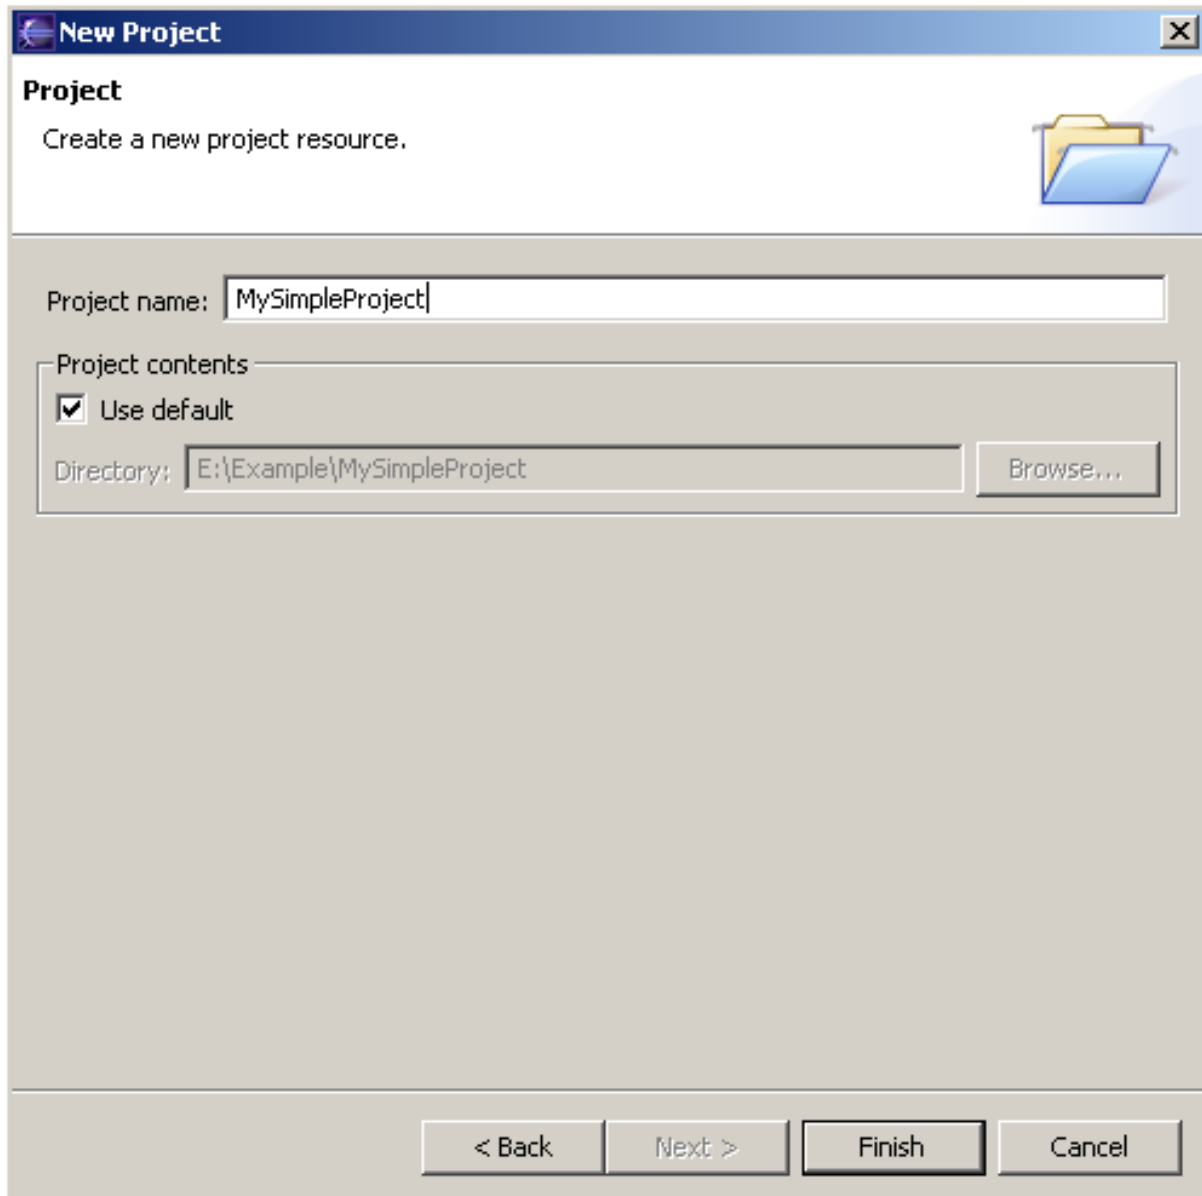 New Project
Project
Create a new project resource.
Project name: MySimpleProject
Project contents
Use default
Directory: E:\Example\MySimpleProject Browse...
< Back Next > Finish Cancel